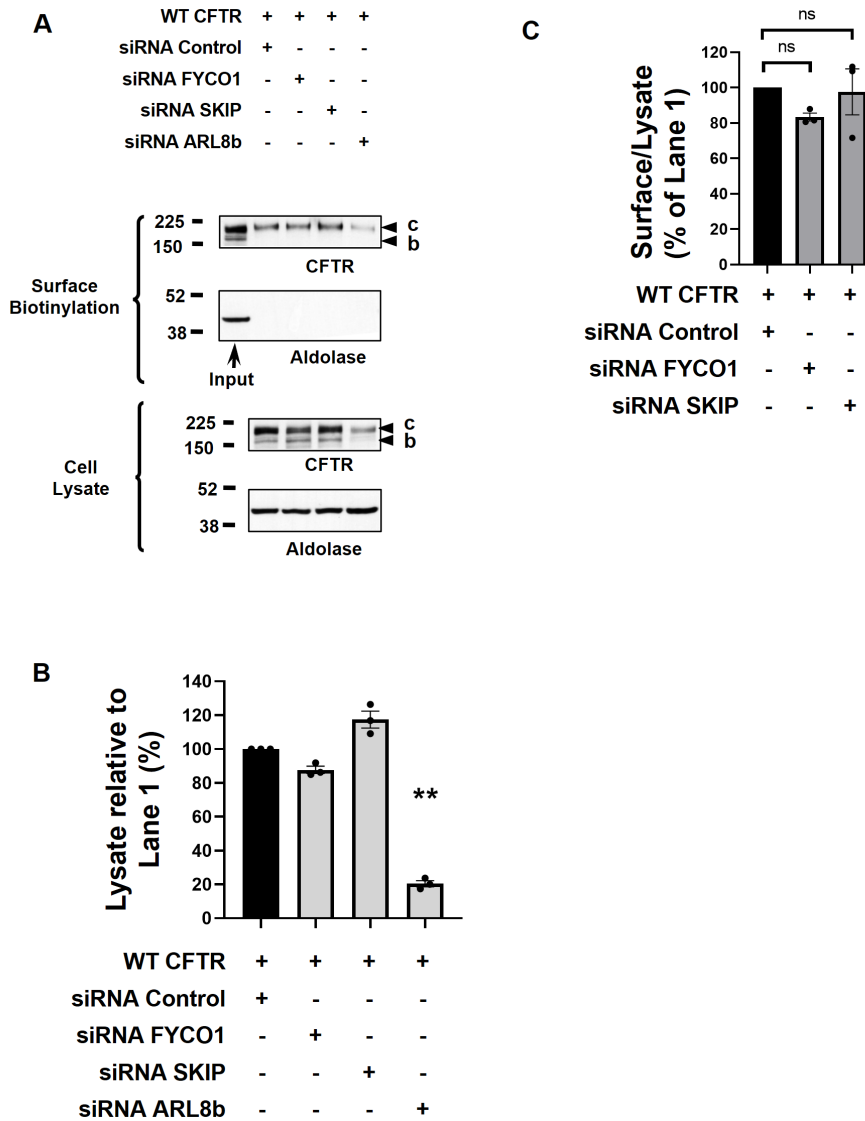 A
WT CFTR + + + +
siRNA Control + - - -
siRNA FYCO1 - + - -
siRNA SKIP - - + -
siRNA ARL8b - - - +
Surface
Biotinylation
225
150
c
b
CFTR
52
38
Aldolase
Input
Cell
Lysate
225
150
c
b
CFTR
52
38
Aldolase
B
Lysate relative to
Lane 1 (%)
140
120
100
80
60
40
20
0
**
WT CFTR + + + +
siRNA Control + - - -
siRNA FYCO1 - + - -
siRNA SKIP - - + -
siRNA ARL8b - - - +
C
ns
ns
Surface/Lysate
(% of Lane 1)
120
100
80
60
40
20
0
WT CFTR + + +
siRNA Control + - -
siRNA FYCO1 - + -
siRNA SKIP - - +